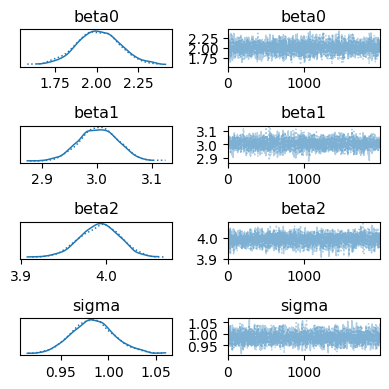 beta0 beta0
2.25
2.00
1.75
1.75 2.00 2.25 0 1000
beta1 beta1
3.1
3.0
2.9
2.9 3.0 3.1 0 1000
beta2 beta2
4.0
3.9
3.9 4.0 0 1000
sigma sigma
1.05
1.00
0.95
0.95 1.00 1.05 0 1000